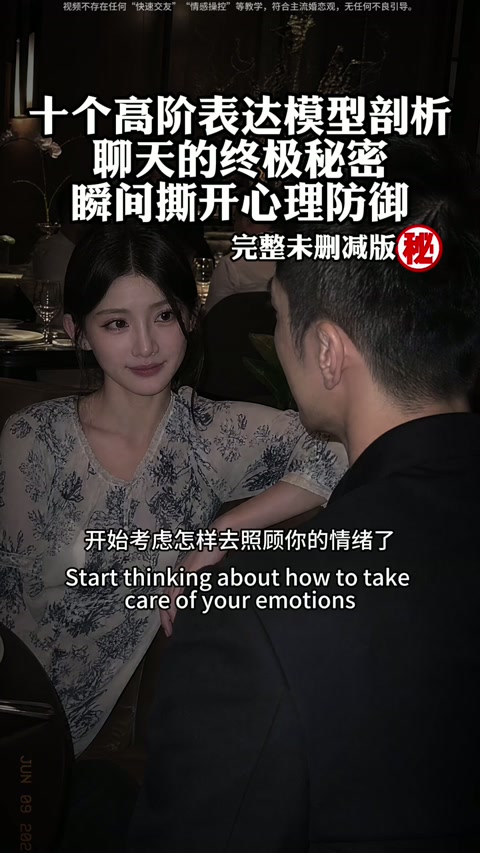 视频不存在任何“快速交友”“情感操控”等教学，符合主流婚恋观，无任何不良引导。
十个高阶表达模型剖析
聊天的终极秘密
瞬间撕开心理防御
完整未删减版 秘
开始考虑怎样去照顾你的情绪了
Start thinking about how to take
care of your emotions
JUN 09 202